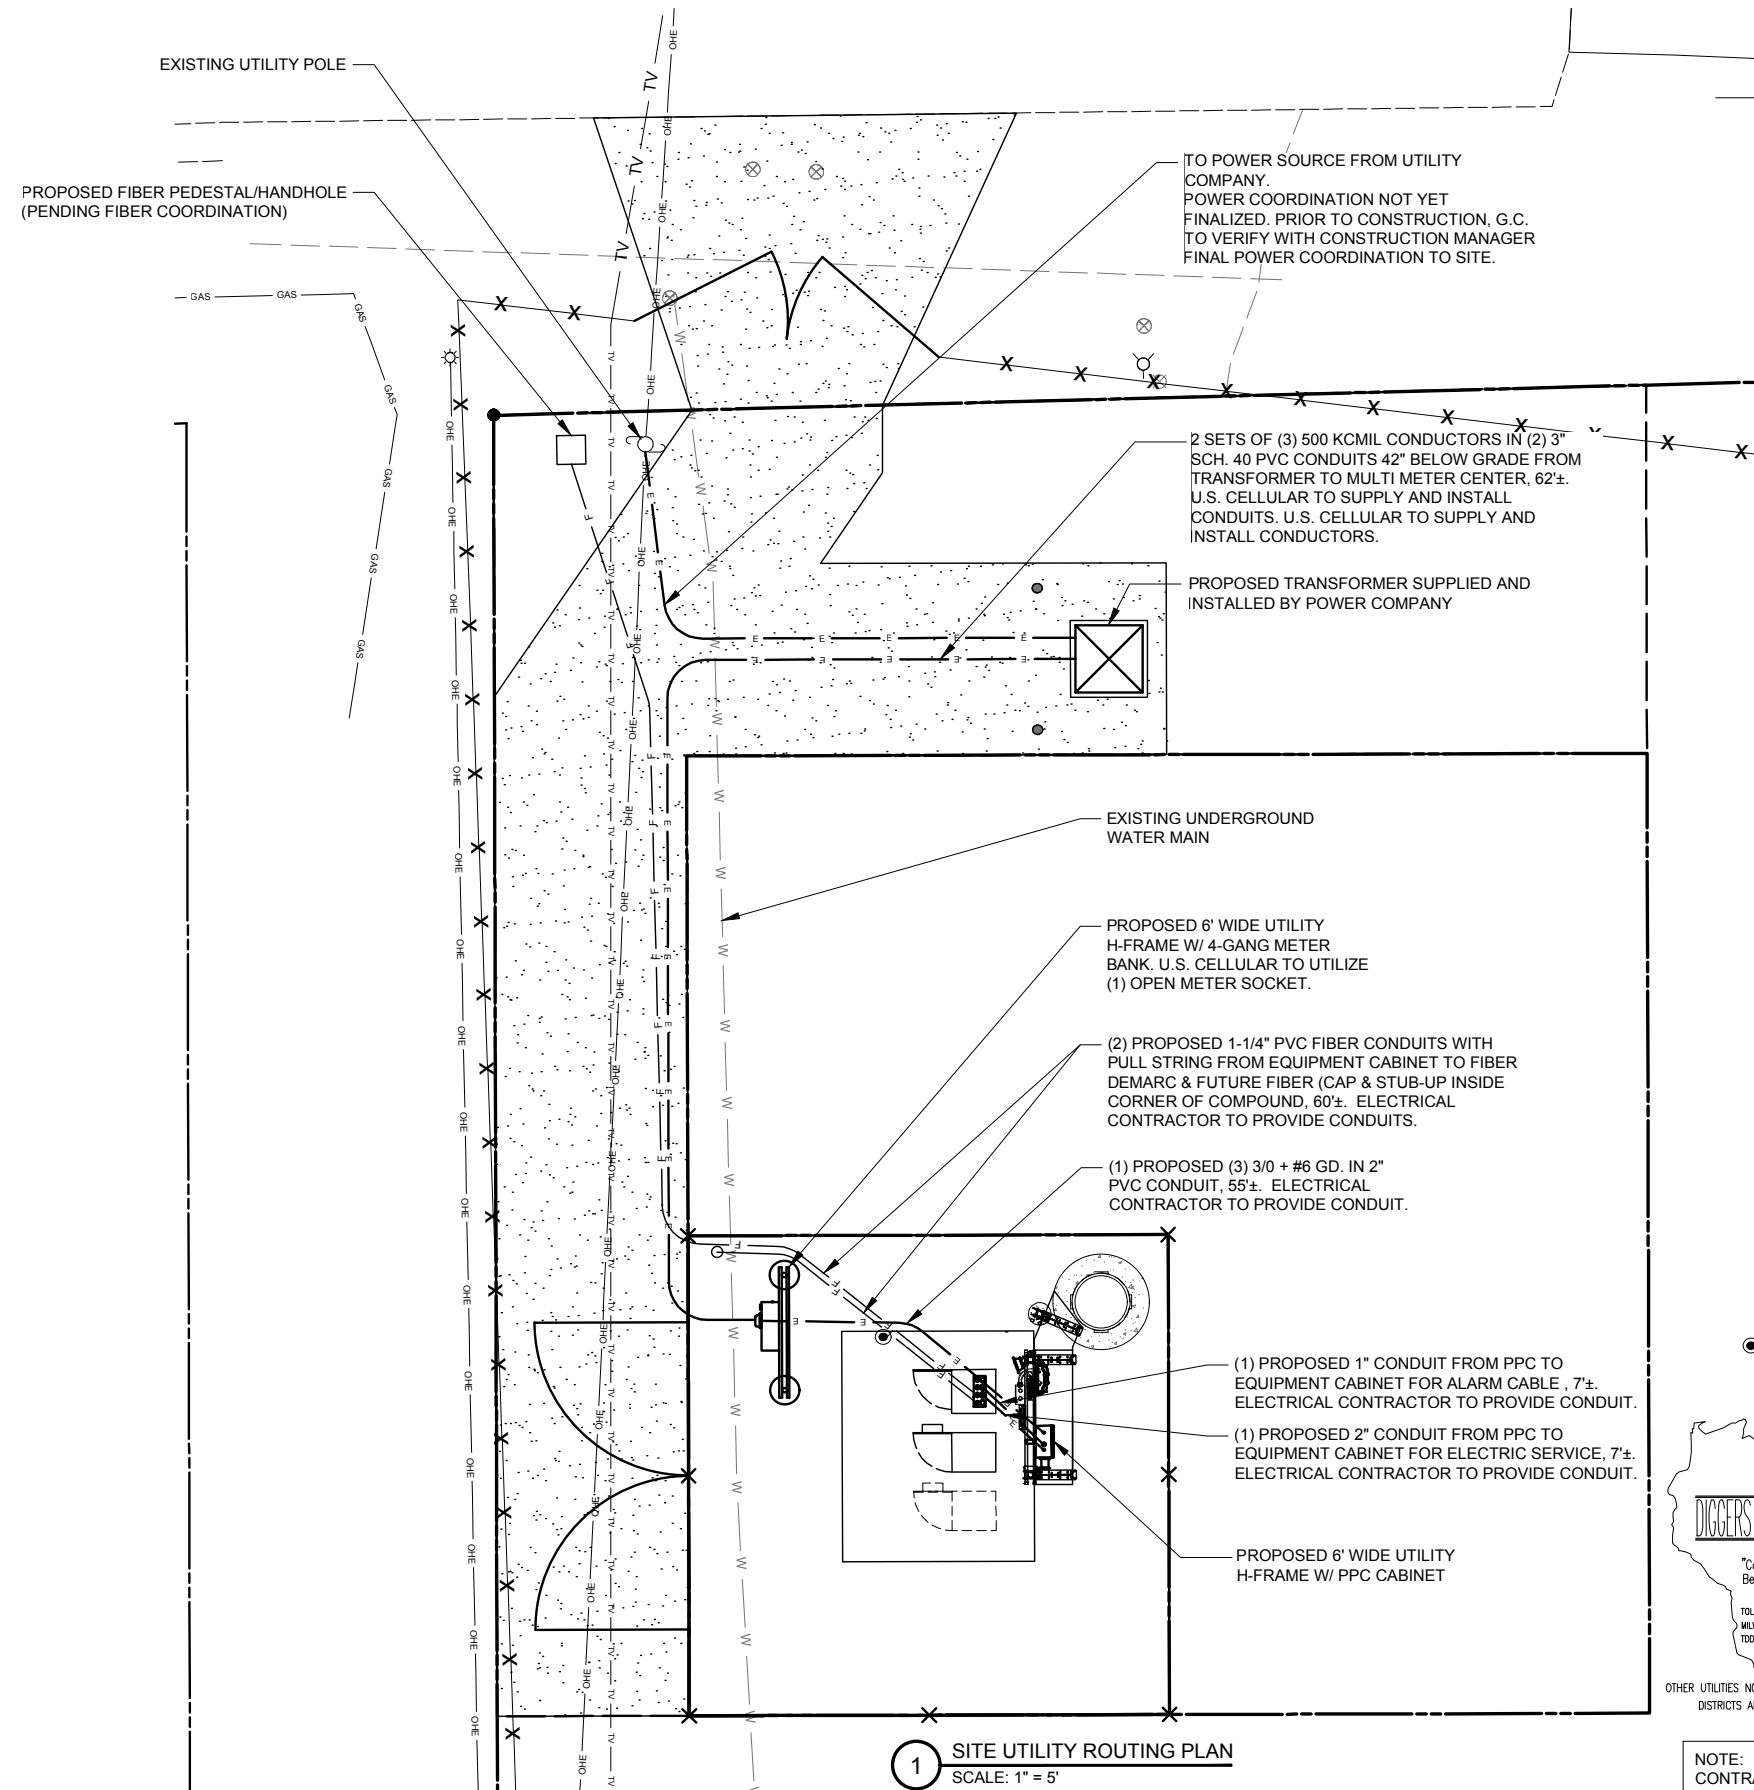 EXISTING UTILITY POLE
PROPOSED FIBER PEDESTAL/HANDHOLE
(PENDING FIBER COORDINATION)
TO POWER SOURCE FROM UTILITY
COMPANY.
POWER COORDINATION NOT YET
FINALIZED. PRIOR TO CONSTRUCTION, G.C.
TO VERIFY WITH CONSTRUCTION MANAGER
FINAL POWER COORDINATION TO SITE.
2 SETS OF (3) 500 KCMIL CONDUCTORS IN (2) 3"
SCH. 40 PVC CONDUITS 42" BELOW GRADE FROM
TRANSFORMER TO MULTI METER CENTER, 62'±.
U.S. CELLULAR TO SUPPLY AND INSTALL
CONDUITS. U.S. CELLULAR TO SUPPLY AND
INSTALL CONDUCTORS.
PROPOSED TRANSFORMER SUPPLIED AND
INSTALLED BY POWER COMPANY
EXISTING UNDERGROUND
WATER MAIN
PROPOSED 6' WIDE UTILITY
H-FRAME W/ 4-GANG METER
BANK. U.S. CELLULAR TO UTILIZE
(1) OPEN METER SOCKET.
(2) PROPOSED 1-1/4" PVC FIBER CONDUITS WITH
PULL STRING FROM EQUIPMENT CABINET TO FIBER
DEMARC & FUTURE FIBER (CAP & STUB-UP INSIDE
CORNER OF COMPOUND, 60'±. ELECTRICAL
CONTRACTOR TO PROVIDE CONDUITS.
(1) PROPOSED (3) 3/0 + #6 GD. IN 2"
PVC CONDUIT, 55'±. ELECTRICAL
CONTRACTOR TO PROVIDE CONDUIT.
(1) PROPOSED 1" CONDUIT FROM PPC TO
EQUIPMENT CABINET FOR ALARM CABLE , 7'±.
ELECTRICAL CONTRACTOR TO PROVIDE CONDUIT.
(1) PROPOSED 2" CONDUIT FROM PPC TO
EQUIPMENT CABINET FOR ELECTRIC SERVICE, 7'±.
ELECTRICAL CONTRACTOR TO PROVIDE CONDUIT.
PROPOSED 6' WIDE UTILITY
H-FRAME W/ PPC CABINET
DIGGERS
OTHER UTILITIES
DISTRICTS
1 SITE UTILITY ROUTING PLAN
SCALE: 1" = 5'
NOTE: